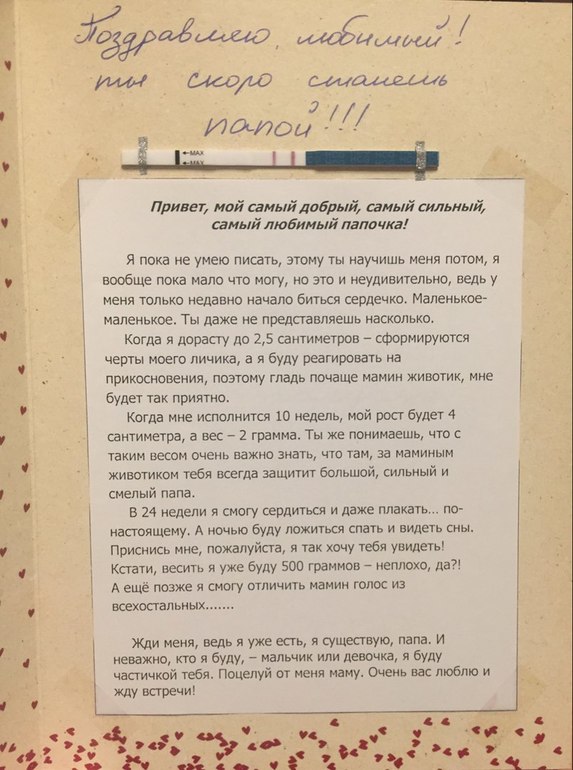 Поздравляю, любимый!
ты скоро станешь
папой!!!
←MAX
←MAX
Привет, мой самый добрый, самый сильный,
самый любимый папочка!
Я пока не умею писать, этому ты научишь меня потом, я
вообще пока мало что могу, но это и неудивительно, ведь у
меня только недавно начало биться сердечко. Маленькое-
маленькое. Ты даже не представляешь насколько.
Когда я дорасту до 2,5 сантиметров – сформируются
черты моего личика, а я буду реагировать на
прикосновения, поэтому гладь почаще мамин животик, мне
будет так приятно.
Когда мне исполнится 10 недель, мой рост будет 4
сантиметра, а вес – 2 грамма. Ты же понимаешь, что с
таким весом очень важно знать, что там, за маминым
животиком тебя всегда защитит большой, сильный и
смелый папа.
В 24 недели я смогу сердиться и даже плакать… по-
настоящему. А ночью буду ложиться спать и видеть сны.
Приснись мне, пожалуйста, я так хочу тебя увидеть!
Кстати, весить я уже буду 500 граммов – неплохо, да?!
А ещё позже я смогу отличить мамин голос из
всехостальных.......
Жди меня, ведь я уже есть, я существую, папа. И
неважно, кто я буду, – мальчик или девочка, я буду
частичкой тебя. Поцелуй от меня маму. Очень вас люблю и
жду встречи!